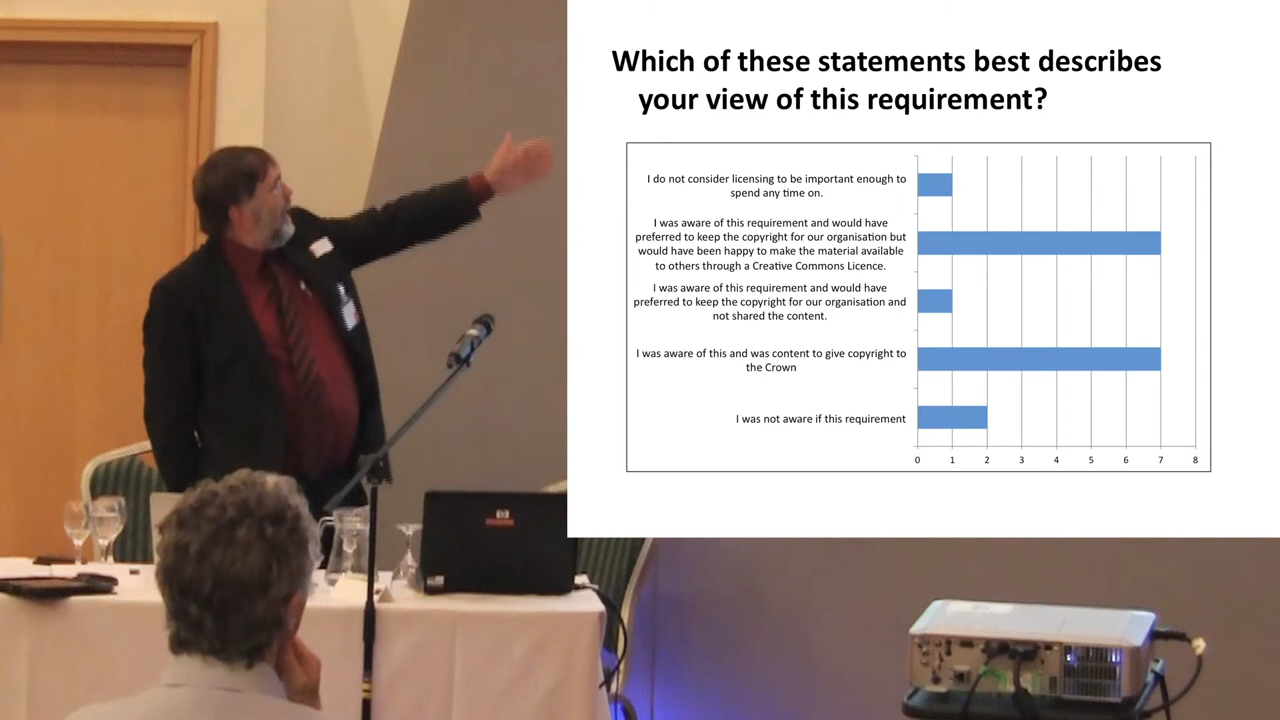 Which of these statements best describes
your view of this requirement?
I do not consider licensing to be important enough to
spend any time on.
I was aware of this requirement and would have
preferred to keep the copyright for our organisation but
would have been happy to make the material available
to others through a Creative Commons Licence.
I was aware of this requirement and would have
preferred to keep the copyright for our organisation and
not shared the content.
I was aware of this and was content to give copyright to
the Crown
I was not aware if this requirement
0 1 2 3 4 5 6 7 8
hp